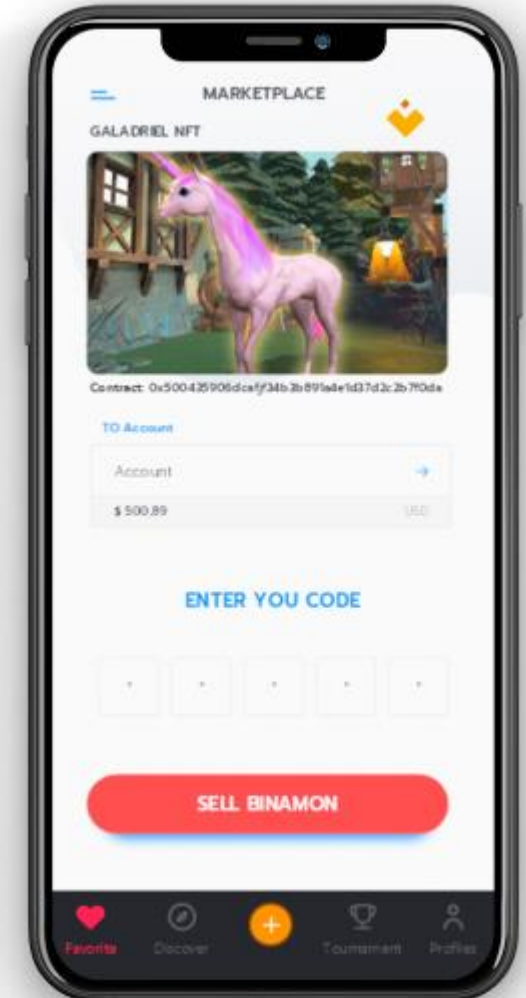 MARKETPLACE
GALADRIEL NFT
Contract:
TO Account
Account
$ 500.89 USD
ENTER YOU CODE
SELL BINAMON
Favorite Discover Tournament Profiles